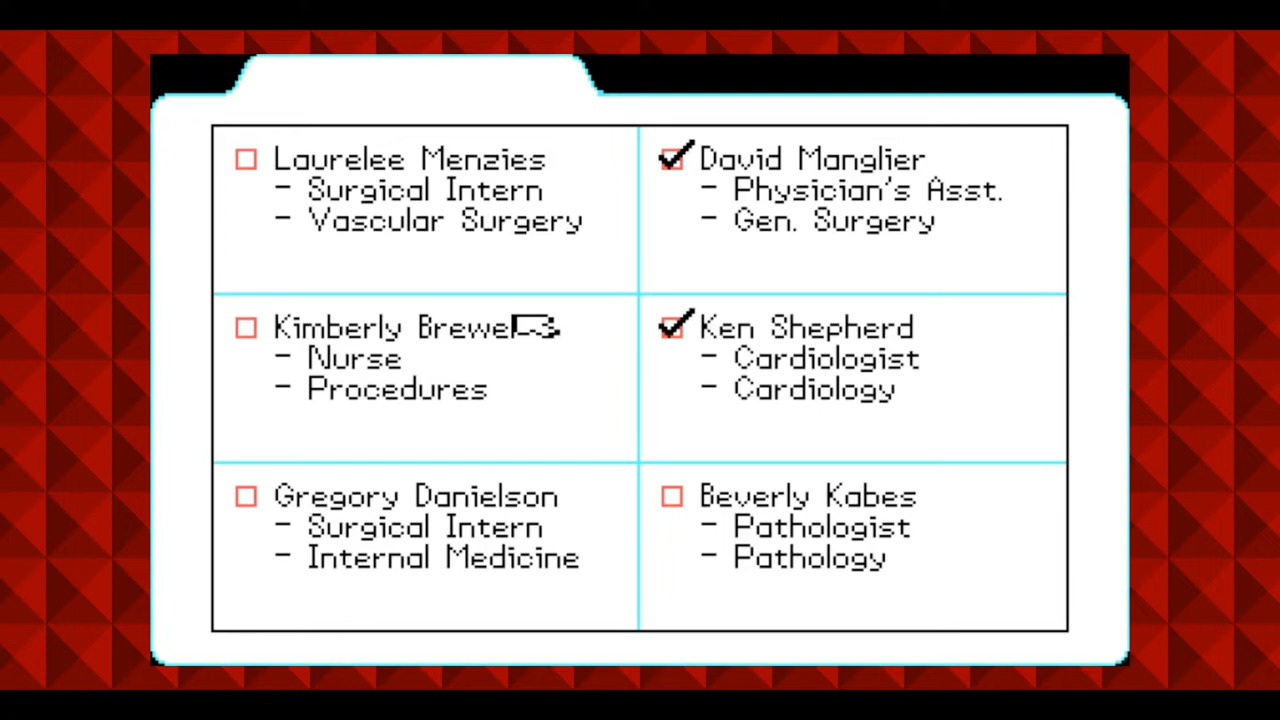 Laurelee Menzies
- Surgical Intern
- Vascular Surgery
David Manglier
- Physician's Asst.
- Gen. Surgery
Kimberly
- Nurse
- Procedures
Ken Shepherd
- Cardiologist
- Cardiology
Gregory Danielson
- Surgical Intern
- Internal Medicine
Beverly Kabes
- Pathologist
- Pathology